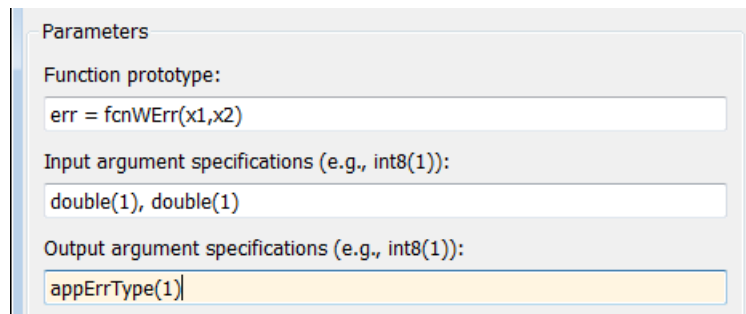 Parameters
Function prototype:
err = fcnWErr(x1,x2)
Input argument specifications (e.g., int8(1)):
double(1), double(1)
Output argument specifications (e.g., int8(1)):
appErrType(1)